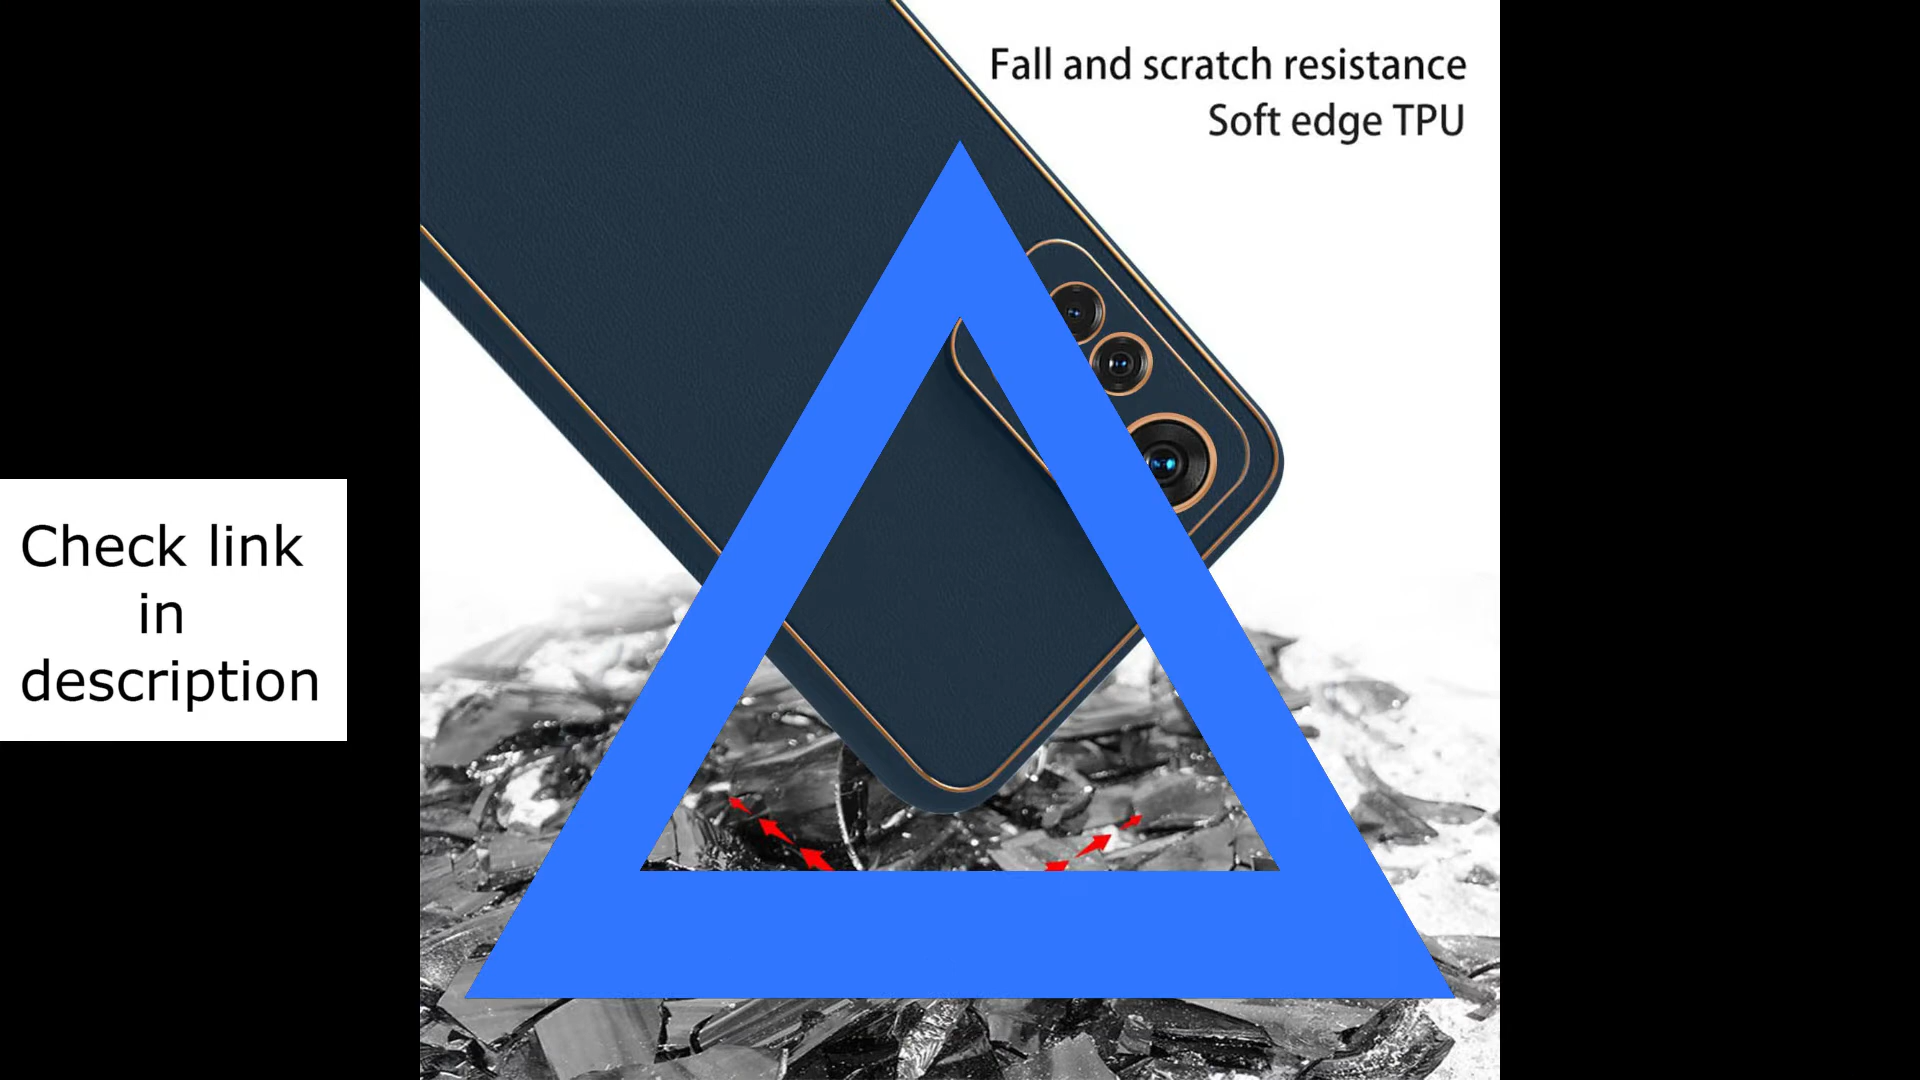 Fall and scratch resistance
Soft edge TPU
Check link
in
description